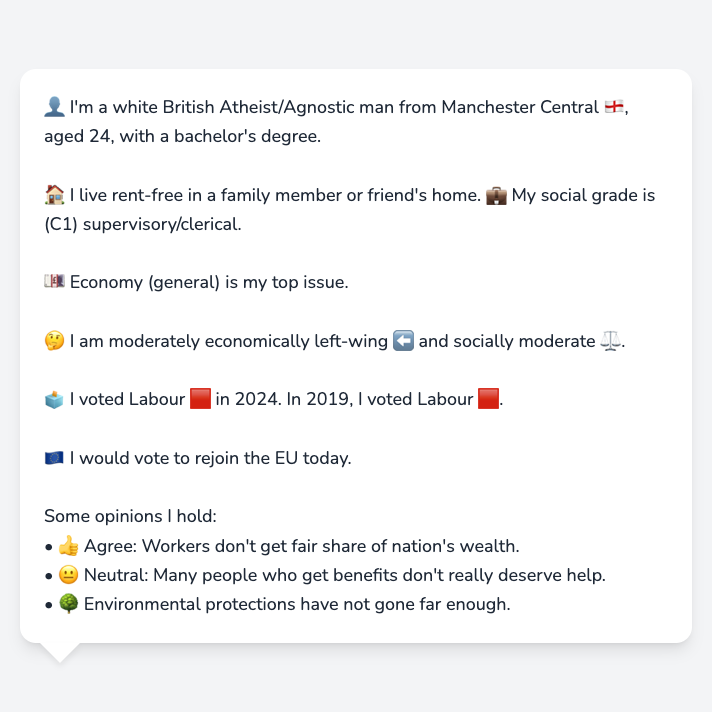 👤 I'm a white British Atheist/Agnostic man from Manchester Central 🏴󠁧󠁢󠁥󠁮󠁧󠁿,
aged 24, with a bachelor's degree.
🏠 I live rent-free in a family member or friend's home. 💼 My social grade is
(C1) supervisory/clerical.
💷 Economy (general) is my top issue.
🤔 I am moderately economically left-wing ⬅️ and socially moderate ⚖️.
🗳️ I voted Labour 🟥 in 2024. In 2019, I voted Labour 🟥.
🇪🇺 I would vote to rejoin the EU today.
Some opinions I hold:
• 👍 Agree: Workers don't get fair share of nation's wealth.
• 😐 Neutral: Many people who get benefits don't really deserve help.
• 🌳 Environmental protections have not gone far enough.